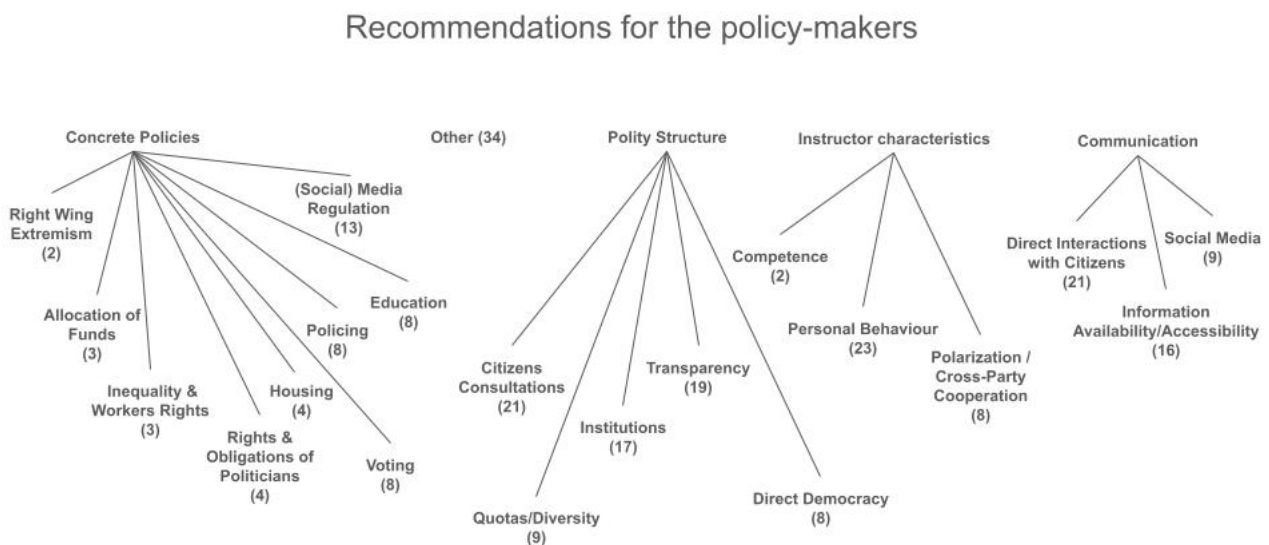 Recommendations for the policy-makers
Concrete Policies
Right Wing
Extremism
(2)
Allocation of
Funds
(3)
Inequality &
Workers Rights
(3)
Rights &
Obligations of
Politicians
(4)
Housing
(4)
Voting
(8)
Policing
(8)
Education
(8)
(Social) Media
Regulation
(13)
Other (34)
Polity Structure
Citizens
Consultations
(21)
Quotas/Diversity
(9)
Institutions
(17)
Transparency
(19)
Direct Democracy
(8)
Instructor characteristics
Competence
(2)
Personal Behaviour
(23)
Polarization /
Cross-Party
Cooperation
(8)
Communication
Direct Interactions
with Citizens
(21)
Information
Availability/Accessibility
(16)
Social Media
(9)